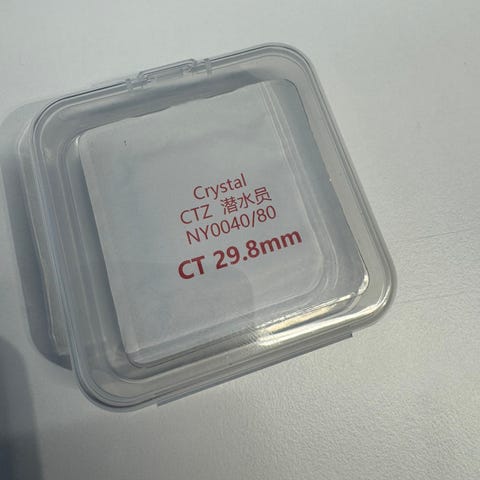 Crystal
CTZ 潜水员
NY0040/80
CT 29.8mm